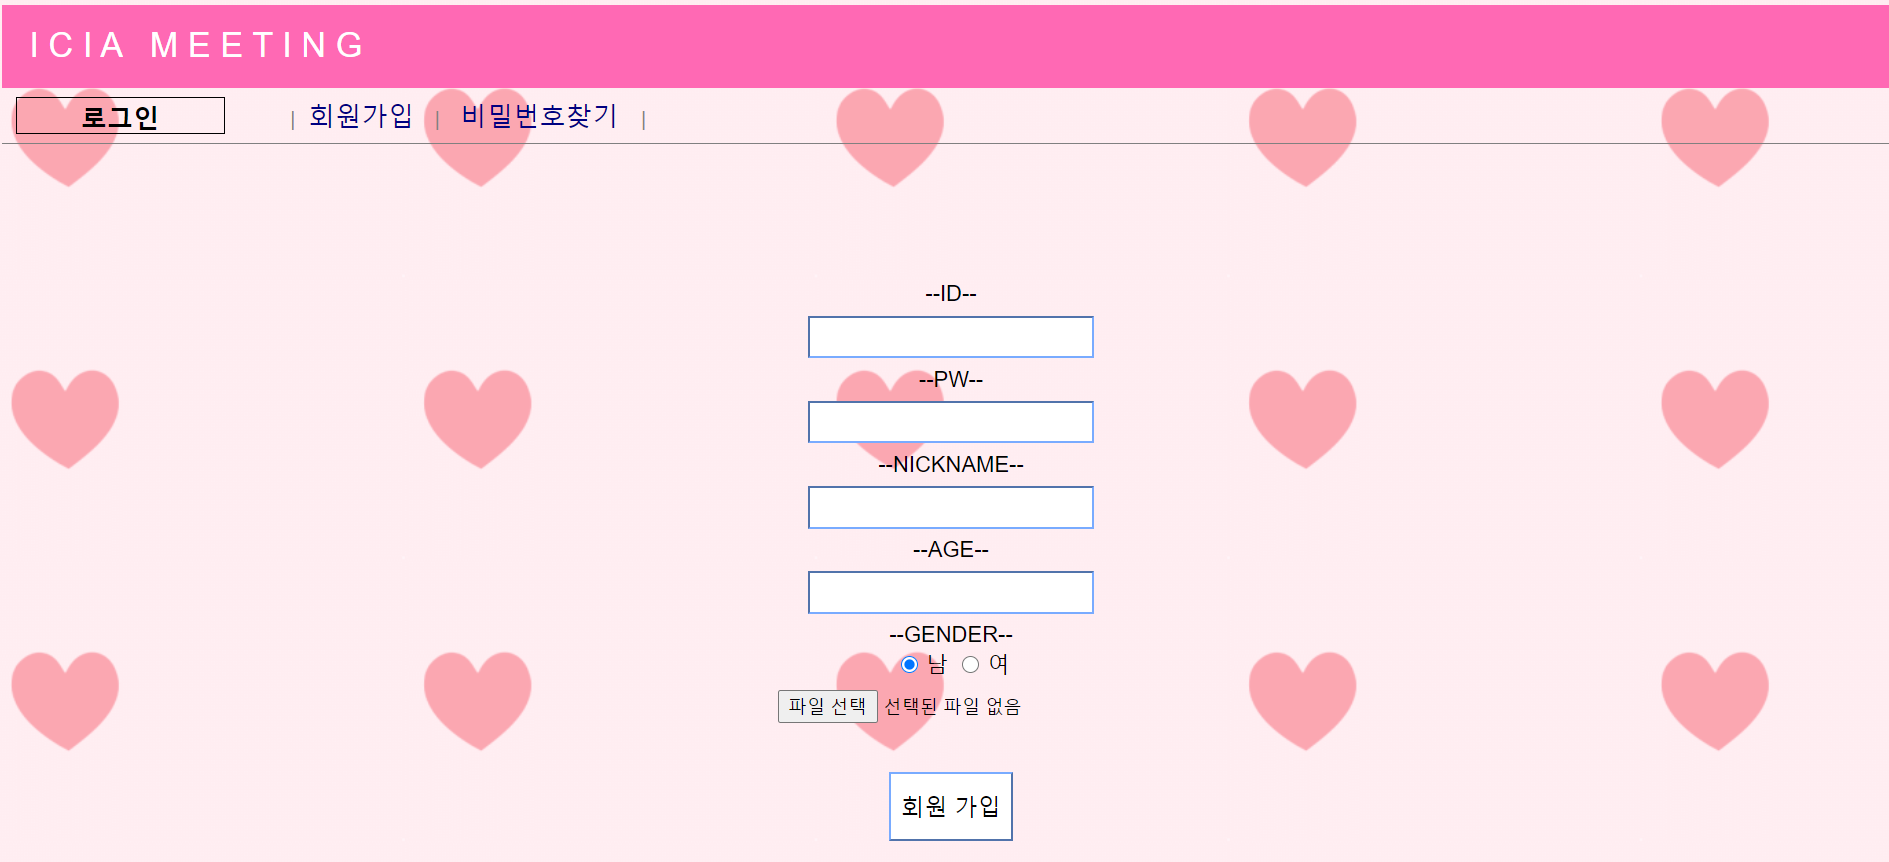 ICIA MEETING
로그인 | 회원가입 | 비밀번호찾기 |
--ID--
--PW--
--NICKNAME--
--AGE--
--GENDER--
남 여
파일 선택 선택된 파일 없음
회원 가입